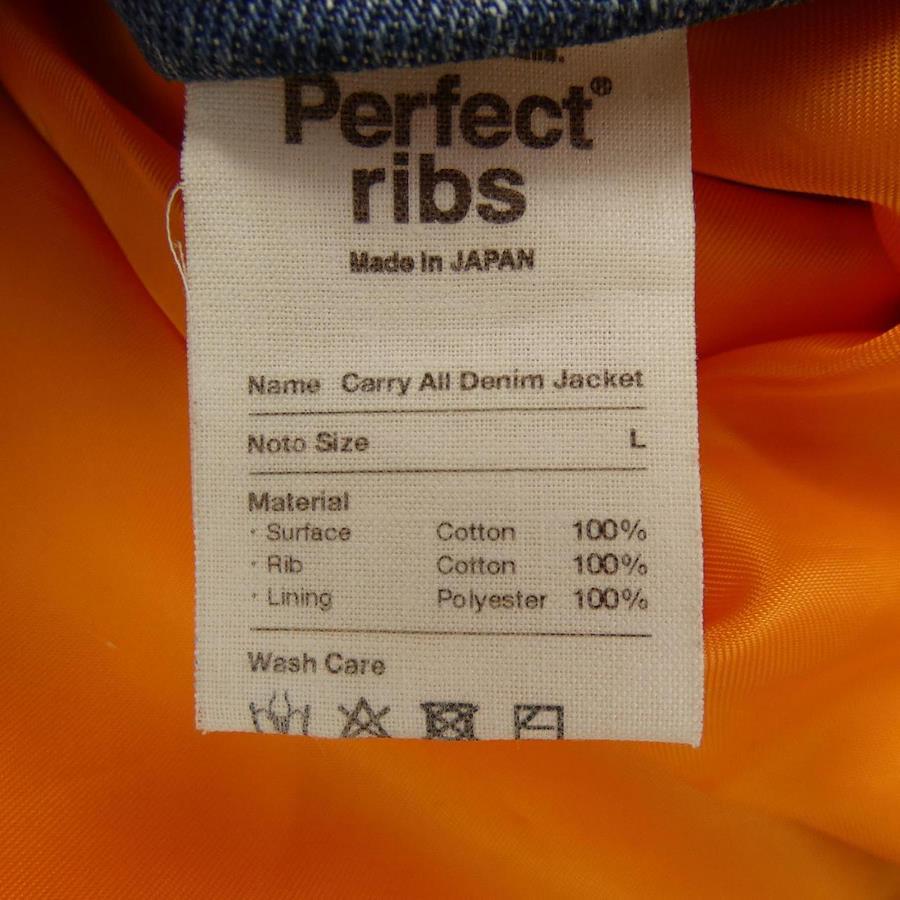 Perfect®
ribs
Made in JAPAN
Name Carry All Denim Jacket
Noto Size L
Material
· Surface Cotton 100%
· Rib Cotton 100%
· Lining Polyester 100%
Wash Care